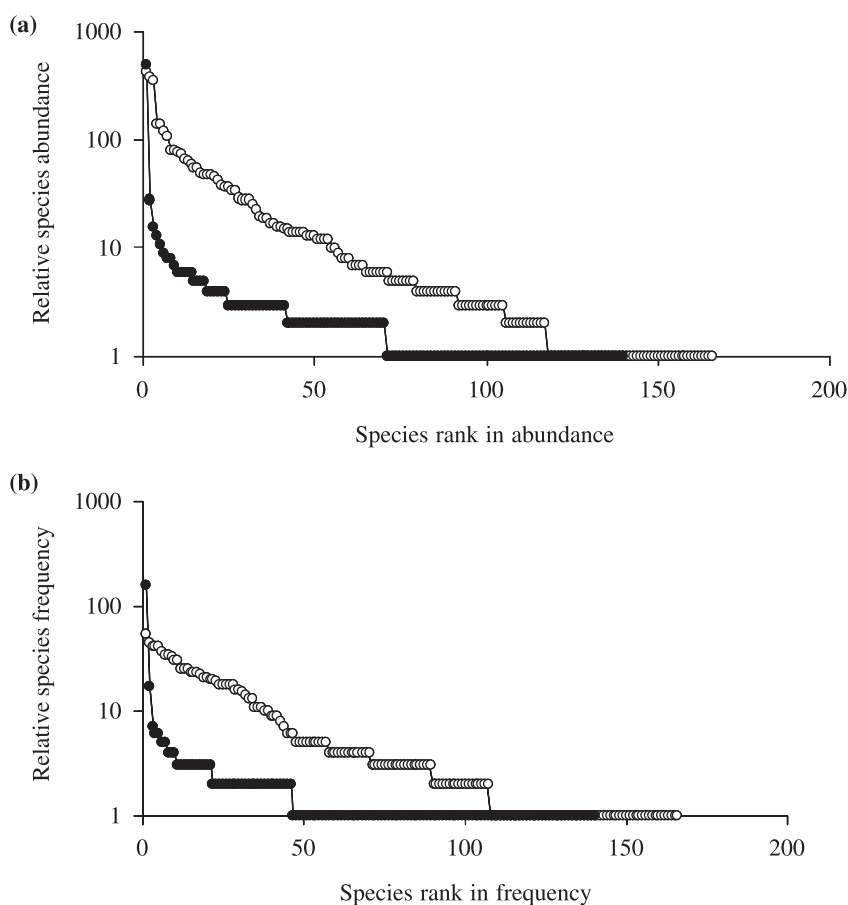 (a)
1000
100
10
1
Relative species abundance
0 50 100 150 200
Species rank in abundance
(b)
1000
100
10
1
Relative species frequency
0 50 100 150 200
Species rank in frequency